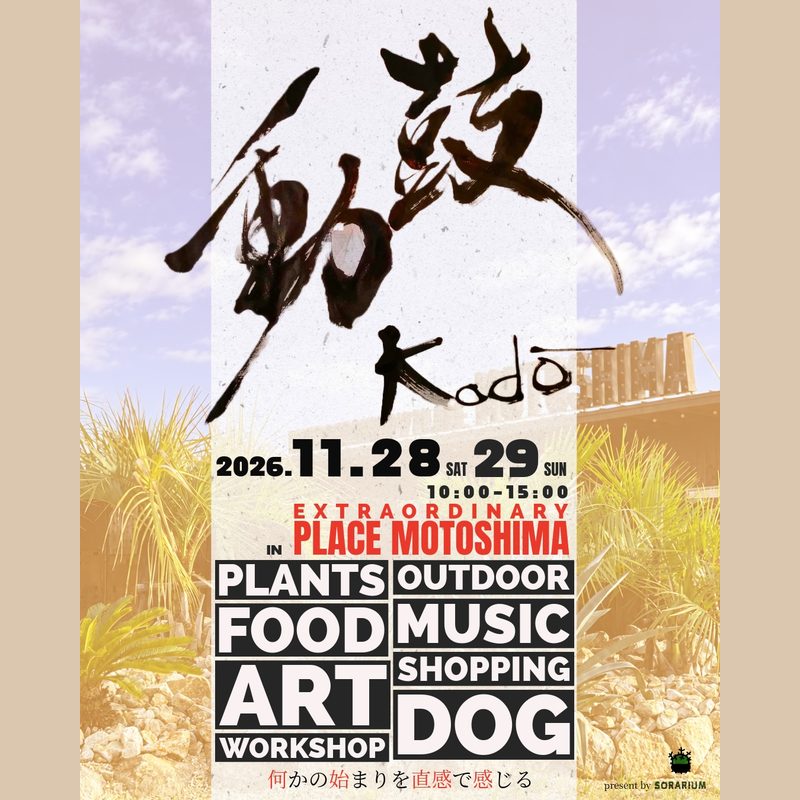 動鼓
Kadō
SHIMA
2026.11.28 SAT 29 SUN
10:00-15:00
EXTRAORDINARY
IN PLACE MOTOSHIMA
PLANTS
OUTDOOR
FOOD
MUSIC
ART
SHOPPING
WORKSHOP
DOG
何かの始まりを直感で感じる
present by SORARIUM